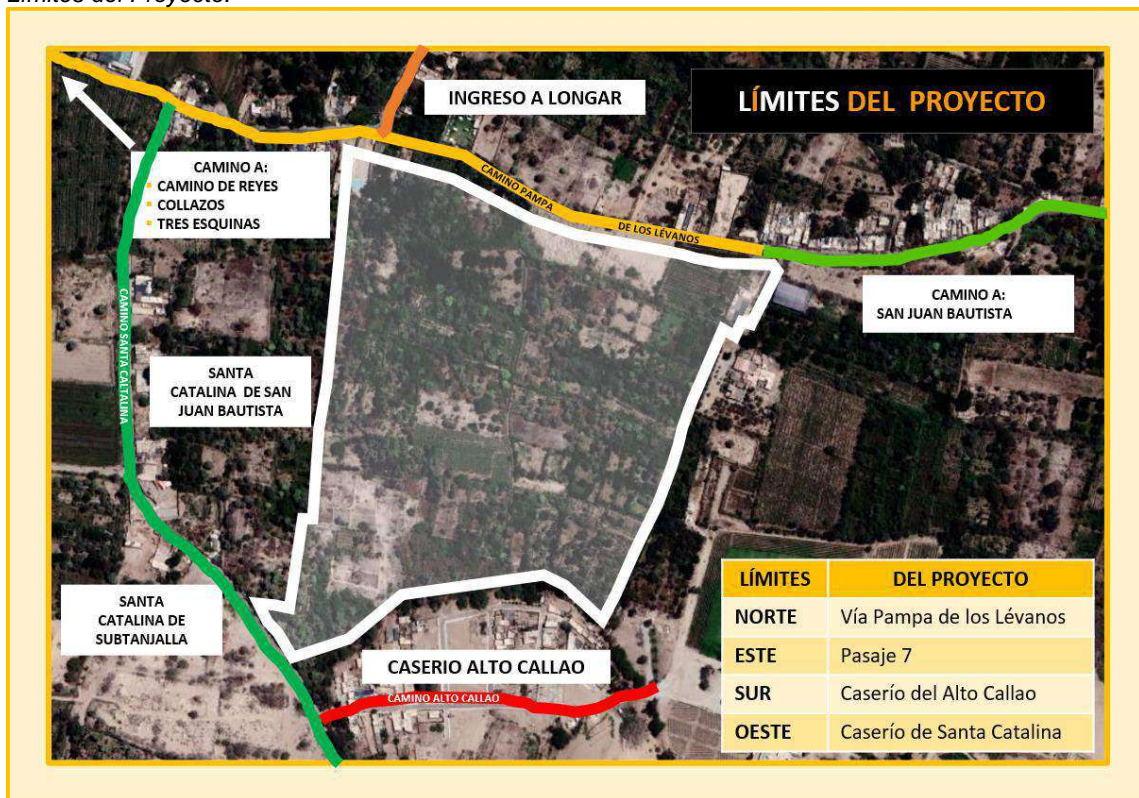 Límites del Proyecto.
LÍMITES DEL PROYECTO
INGRESO A LONGAR
CAMINO A:
CAMINO DE REYES
COLLAZOS
TRES ESQUINAS
CAMINO PAMPA
DE LOS LÉVANOS
CAMINO A:
SAN JUAN BAUTISTA
CAMINO SANTA CALTALINA
SANTA
CATALINA DE SAN
JUAN BAUTISTA
SANTA
CATALINA DE
SUBTANJALLA
CASERIO ALTO CALLAO
CAMINO ALTO CALLAO
LÍMITES DEL PROYECTO
NORTE Vía Pampa de los Lévanos
ESTE Pasaje 7
SUR Caserío del Alto Callao
OESTE Caserío de Santa Catalina